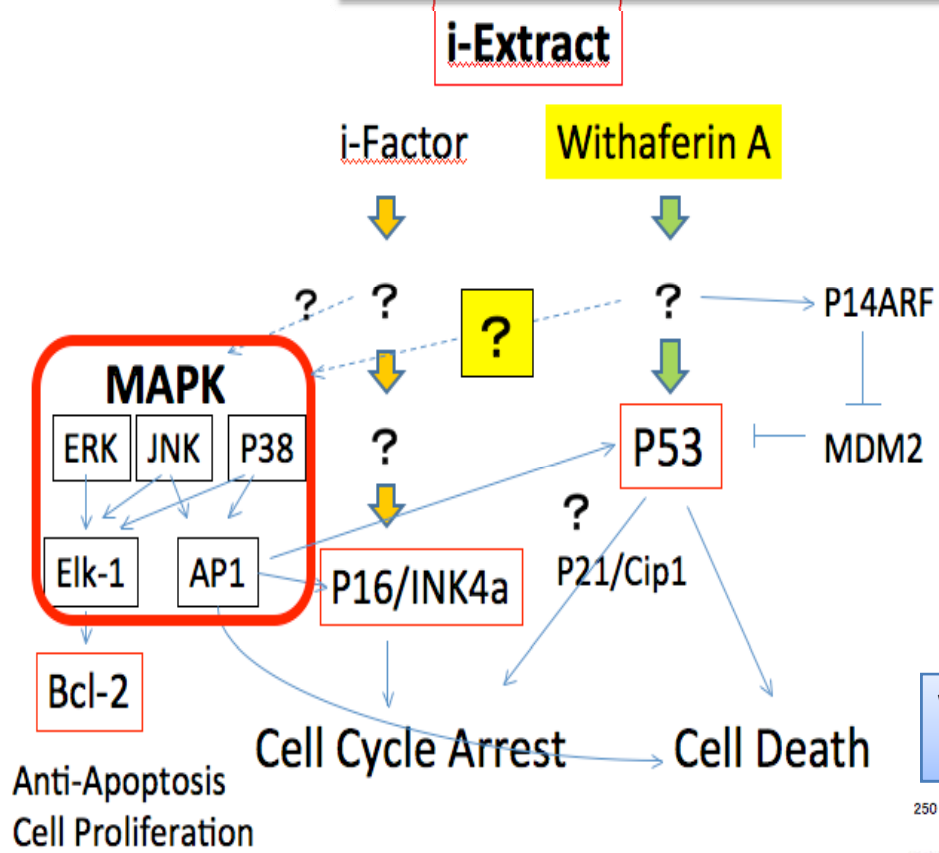 i-Extract
i-Factor
Withaferin A
?
?
?
?
P14ARF
MAPK
ERK
JNK
P38
?
P53
MDM2
?
Elk-1
AP1
P16/INK4a
P21/Cip1
Bcl-2
Cell Cycle Arrest
Cell Death
Anti-Apoptosis
Cell Proliferation
250